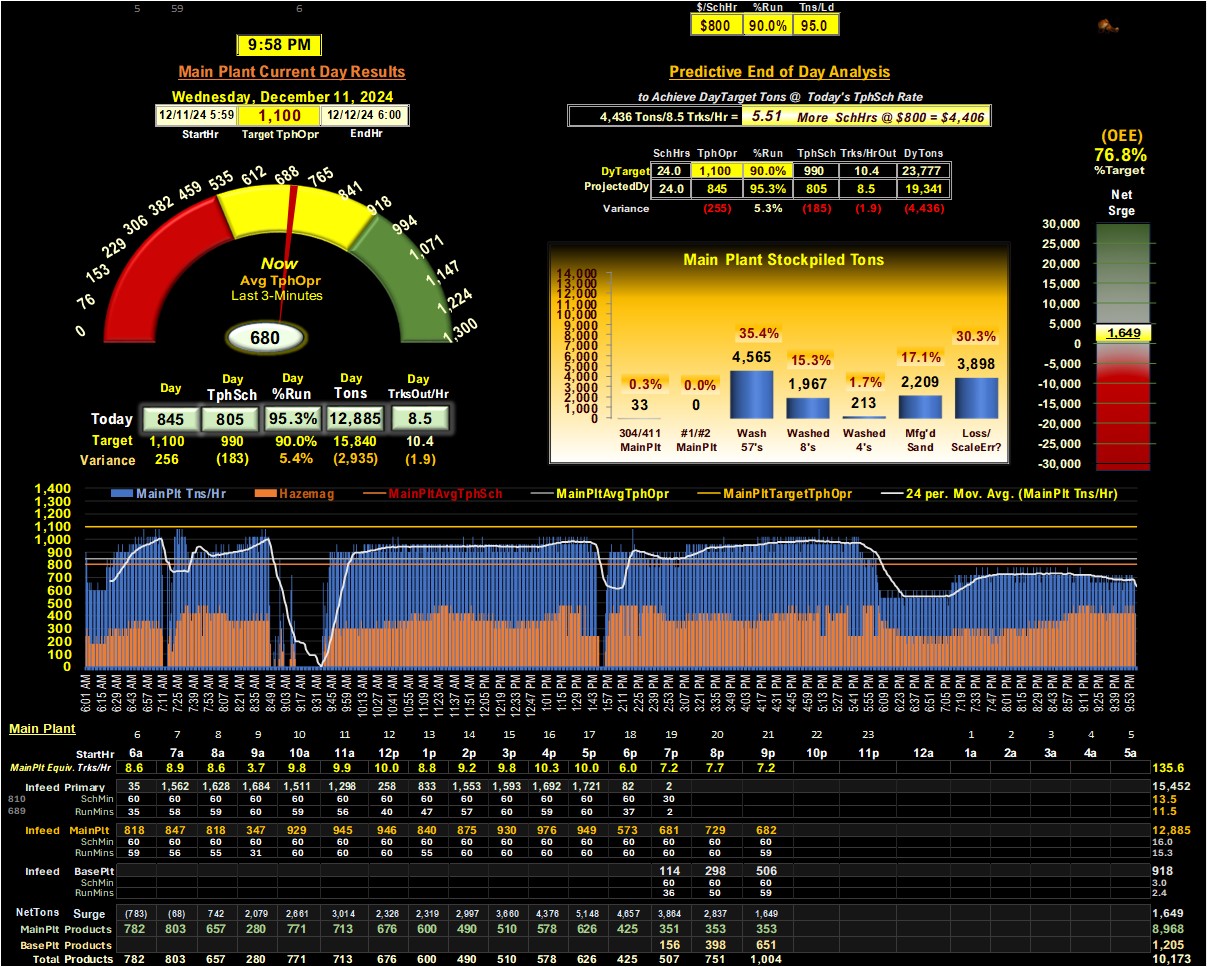 5 59 6
$/SchHr %Run Tns/Ld
$800 90.0% 95.0
9:58 PM
Main Plant Current Day Results
Wednesday, December 11, 2024
12/11/24 5:59 1,100 12/12/24 6:00
StartHr Target TphOpr EndHr
Predictive End of Day Analysis
to Achieve DayTarget Tons @ Today's TphSch Rate
4,436 Tons/8.5 Trks/Hr = 5.51 More SchHrs @ $800 = $4,406
SchHrs TphOpr %Run TphSch Trks/HrOut DyTons
DyTarget 24.0 1,100 90.0% 990 10.4 23,777
ProjectedDy 24.0 845 95.3% 805 8.5 19,341
Variance (255) 5.3% (185) (1.9) (4,436)
(OEE)
76.8%
%Target
Net
Srge
30,000
25,000
20,000
15,000
10,000
5,000
1,649
0
-5,000
-10,000
-15,000
-20,000
-25,000
-30,000
0 76 153 229 306 382 459 535 612 688 765 841 918 994 1,071 1,147 1,224 1,300
Now
Avg TphOpr
Last 3-Minutes
680
Main Plant Stockpiled Tons
14,000
13,000
12,000
11,000
10,000
9,000
8,000
7,000
6,000
5,000
4,000
3,000
2,000
1,000
0
0.3% 0.0% 35.4% 15.3% 1.7% 17.1% 30.3%
33 0 4,565 1,967 213 2,209 3,898
304/411 #1/#2 Wash Washed Washed Mfg'd Loss/
MainPlt MainPlt 57's 8's 4's Sand ScaleErr?
Day Day Day Day Day
TphSch %Run Tons TrksOut/Hr
Today 845 805 95.3% 12,885 8.5
Target 1,100 990 90.0% 15,840 10.4
Variance 256 (183) 5.4% (2,935) (1.9)
MainPlt Tns/Hr Hazemag MainPltAvgTphSch MainPltAvgTphOpr MainPltTargetTphOpr 24 per. Mov. Avg. (MainPlt Tns/Hr)
1,400
1,300
1,200
1,100
1,000
900
800
700
600
500
400
300
200
100
0
6:01 AM 6:15 AM 6:29 AM 6:43 AM 6:57 AM 7:11 AM 7:25 AM 7:39 AM 7:53 AM 8:07 AM 8:21 AM 8:35 AM 8:49 AM 9:03 AM 9:17 AM 9:31 AM 9:45 AM 9:59 AM 10:13 AM 10:27 AM 10:41 AM 10:55 AM 11:09 AM 11:23 AM 11:37 AM 11:51 AM 12:05 PM 12:19 PM 12:33 PM 12:47 PM 1:01 PM 1:15 PM 1:29 PM 1:43 PM 1:57 PM 2:11 PM 2:25 PM 2:39 PM 2:53 PM 3:07 PM 3:21 PM 3:35 PM 3:49 PM 4:03 PM 4:17 PM 4:31 PM 4:45 PM 4:59 PM 5:13 PM 5:27 PM 5:41 PM 5:55 PM 6:09 PM 6:23 PM 6:37 PM 6:51 PM 7:05 PM 7:19 PM 7:33 PM 7:47 PM 8:01 PM 8:15 PM 8:29 PM 8:43 PM 8:57 PM 9:11 PM 9:25 PM 9:39 PM 9:53 PM
Main Plant
6 7 8 9 10 11 12 13 14 15 16 17 18 19 20 21 22 23 1 2 3 4 5
StartHr 6a 7a 8a 9a 10a 11a 12p 1p 2p 3p 4p 5p 6p 7p 8p 9p 10p 11p 12a 1a 2a 3a 4a 5a
MainPlt Equiv. Trks/Hr 8.6 8.9 8.6 3.7 9.8 9.9 10.0 8.8 9.2 9.8 10.3 10.0 6.0 7.2 7.7 7.2 135.6
Infeed Primary 35 1,562 1,628 1,684 1,511 1,298 258 833 1,553 1,593 1,692 1,721 82 2 15,452
810 SchMin 60 60 60 60 60 60 60 60 60 60 60 60 60 30 13.5
689 RunMins 35 58 59 60 59 56 40 47 57 60 59 60 37 2 11.5
Infeed MainPlt 818 847 818 347 929 945 946 840 875 930 976 949 573 681 729 682 12,885
SchMin 60 60 60 60 60 60 60 60 60 60 60 60 60 60 60 60 16.0
RunMins 59 56 55 31 60 60 60 55 60 60 60 60 60 60 60 59 15.3
Infeed BasePlt 114 298 506 918
SchMin 60 60 60 3.0
RunMins 36 50 59 2.4
NetTons Surge (783) (68) 742 2,079 2,661 3,014 2,326 2,319 2,997 3,660 4,376 5,148 4,657 3,864 2,837 1,649 1,649
MainPlt Products 782 803 657 280 771 713 676 600 490 510 578 626 425 351 353 353 8,968
BasePlt Products 156 398 651 1,205
Total Products 782 803 657 280 771 713 676 600 490 510 578 626 425 507 751 1,004 10,173